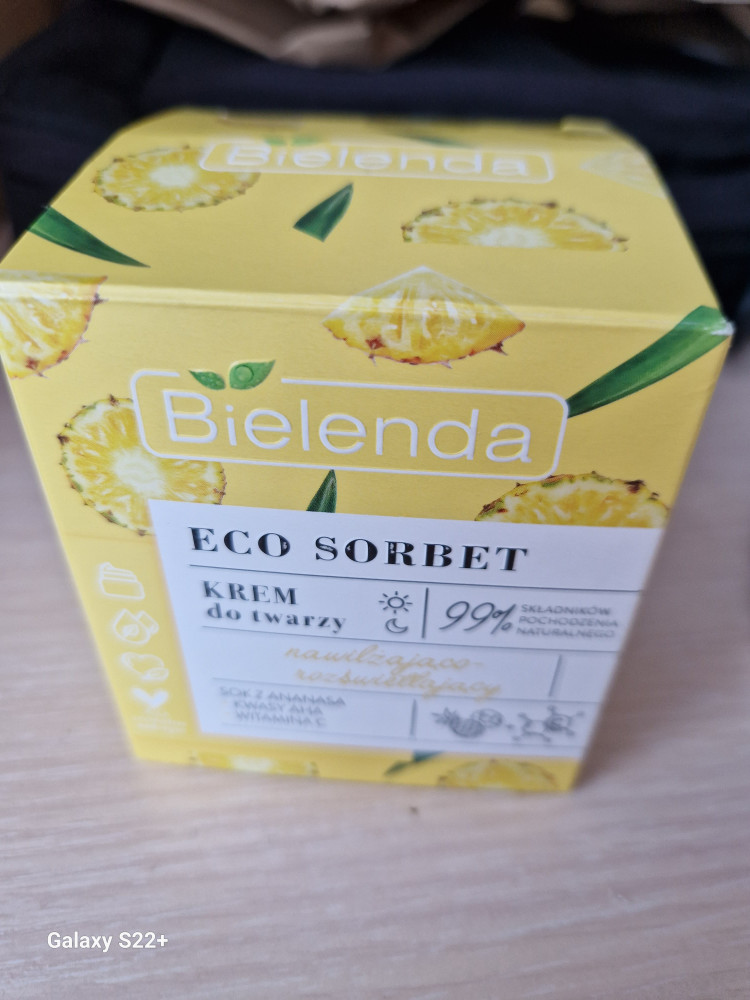 Bielenda
Bielenda
ECO SORBET
KREM
do twarzy
99%
SKŁADNIKÓW
POCHODZENIA
NATURALNEGO
nawilżająco-
rozświetlający
SOK Z ANANASA
KWASY AHA
WITAMINA C
Galaxy S22+